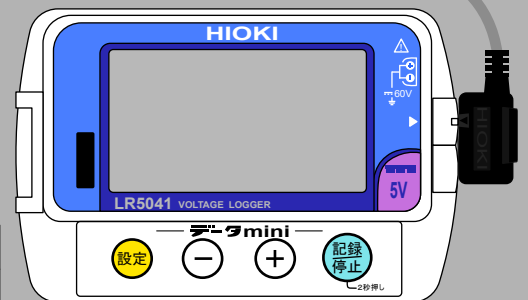 HIOKI
60V
HIOKI
5V
LR5041 VOLTAGE LOGGER
データmini
設定
−
+
記録
停止
2秒押し